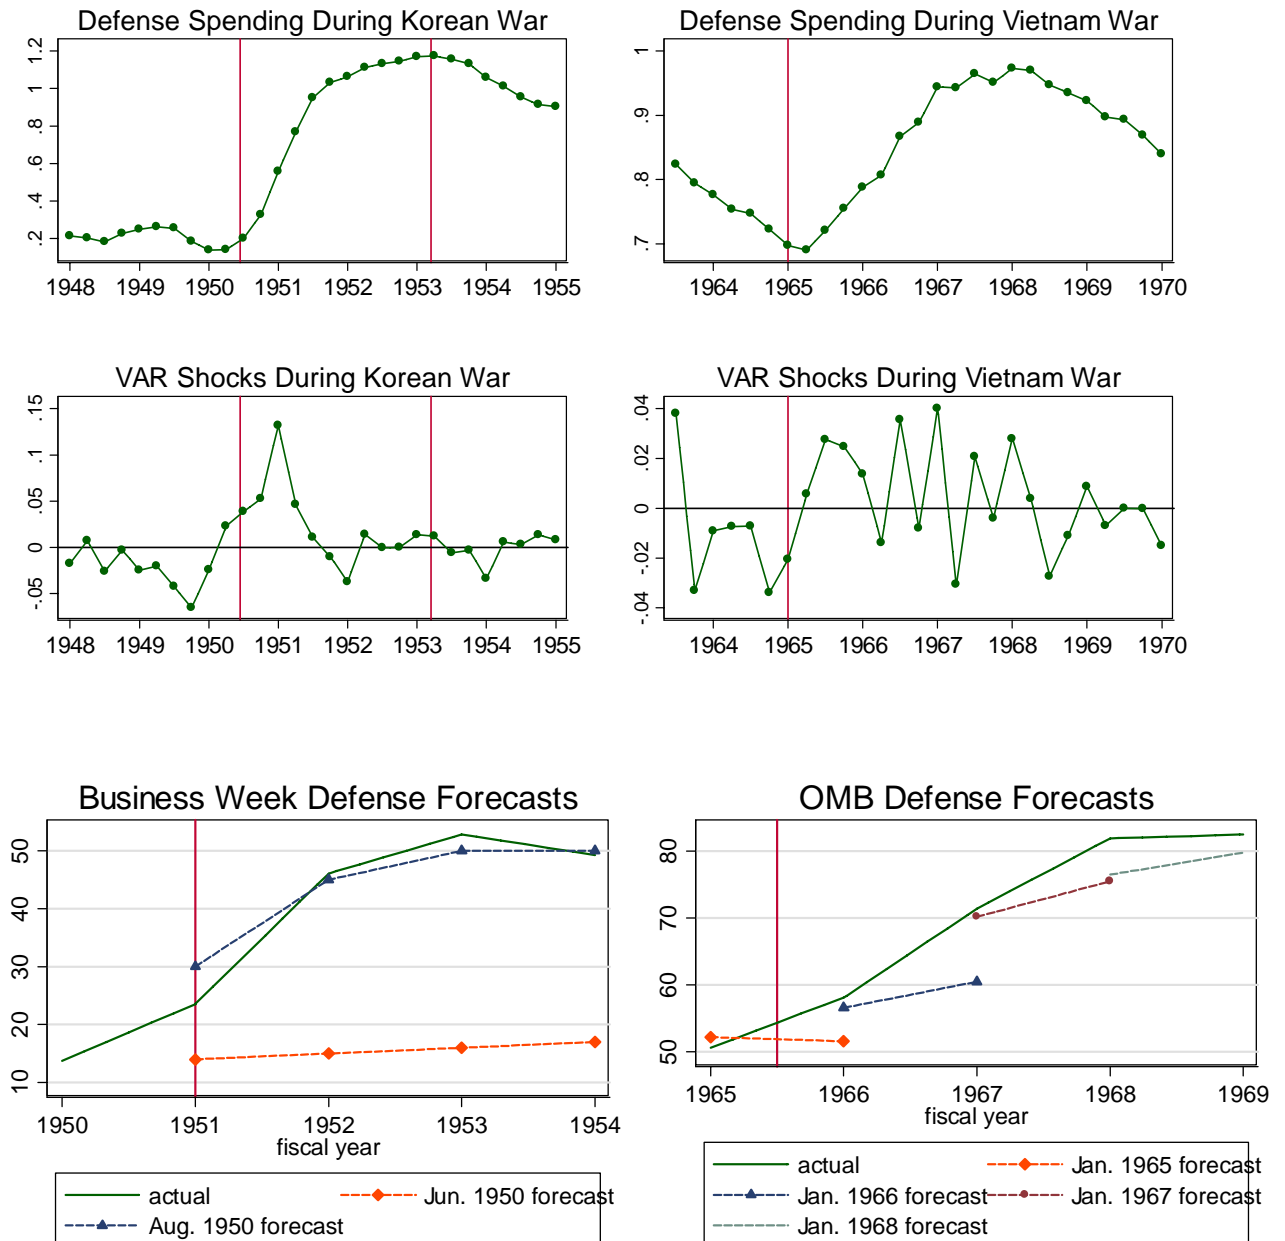 Defense Spending During Korean War
1.2
1
.8
.6
.4
.2
1948 1949 1950 1951 1952 1953 1954 1955
Defense Spending During Vietnam War
1
.9
.8
.7
1964 1965 1966 1967 1968 1969 1970
VAR Shocks During Korean War
.15
.1
.05
0
-.05
1948 1949 1950 1951 1952 1953 1954 1955
VAR Shocks During Vietnam War
.04
.02
0
-.02
-.04
1964 1965 1966 1967 1968 1969 1970
Business Week Defense Forecasts
50
40
30
20
10
1950 1951 1952 1953 1954
fiscal year
actual Jun. 1950 forecast
Aug. 1950 forecast
OMB Defense Forecasts
80
70
60
50
1965 1966 1967 1968 1969
fiscal year
actual Jan. 1965 forecast
Jan. 1966 forecast Jan. 1967 forecast
Jan. 1968 forecast